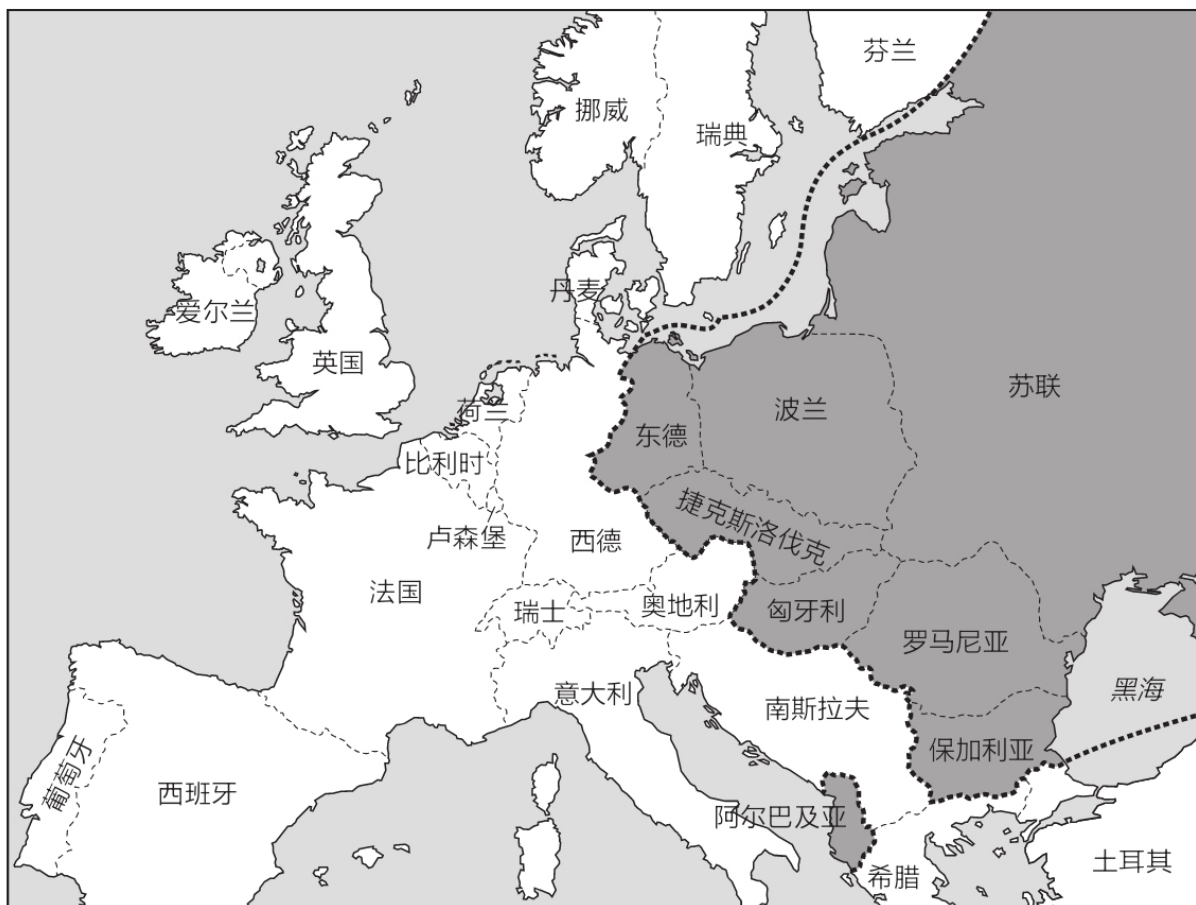 芬兰
挪威
瑞典
丹麦
爱尔兰
英国
荷兰
苏联
波兰
东德
比利时
捷克斯洛伐克
卢森堡
西德
法国
瑞士
奥地利
匈牙利
罗马尼亚
意大利
黑海
南斯拉夫
保加利亚
葡萄牙
西班牙
阿尔巴及亚
土耳其
希腊